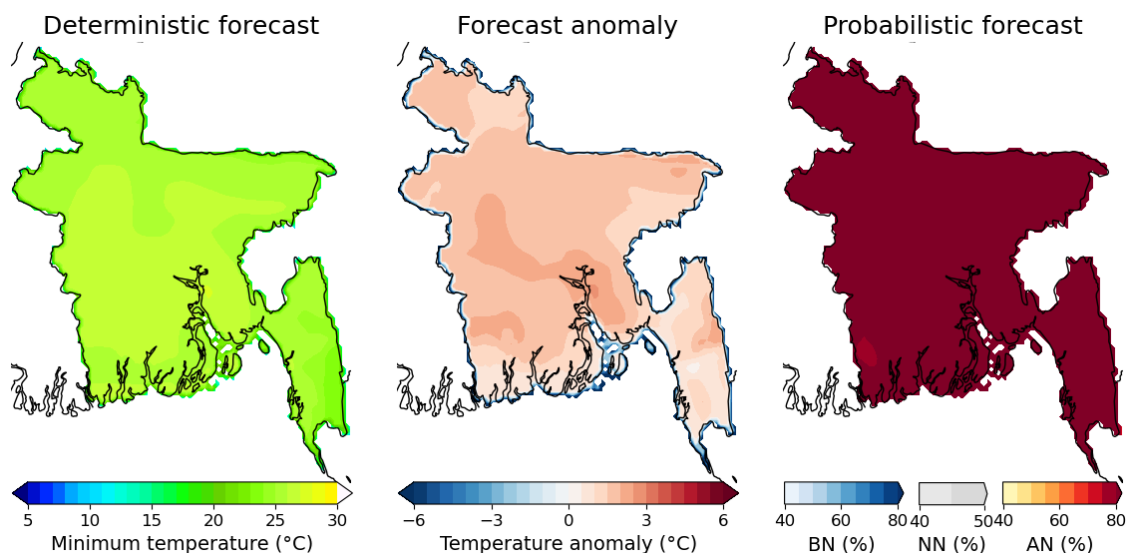 Deterministic forecast
Forecast anomaly
Probabilistic forecast
5 10 15 20 25 30
Minimum temperature (°C)
−6 −3 0 3 6
Temperature anomaly (°C)
40 60 80
BN (%)
40 50
NN (%)
40 60 80
AN (%)